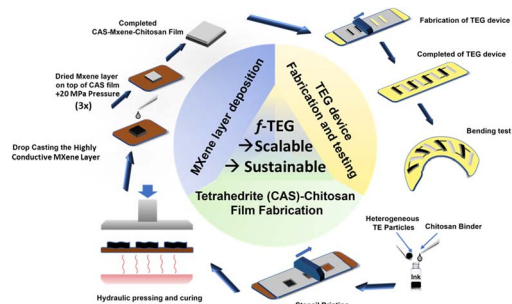 Completed
CAS-Mxene-Chitosan Film
Fabrication of TEG device
Dried Mxene layer
on top of CAS film
+20 MPa Pressure
(3x)
Completed of TEG device
Drop Casting the Highly
Conductive MXene Layer
Bending test
MXene layer deposition
TEG device
Fabrication and testing
f-TEG
→Scalable
→ Sustainable
Tetrahedrite (CAS)-Chitosan
Film Fabrication
Heterogeneous
TE Particles
Chitosan Binder
Ink
Hydraulic pressing and curing
Stencil Printing